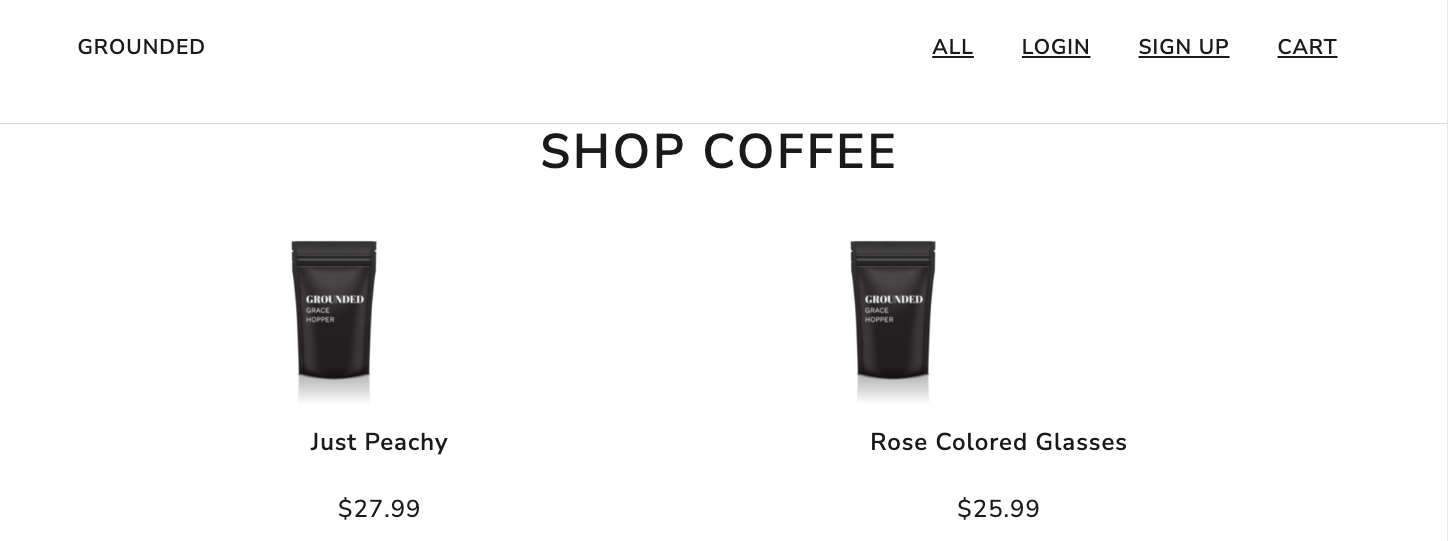 GROUNDED ALL LOGIN SIGN UP CART
SHOP COFFEE
GROUNDED
GRACE
HOPPER
GROUNDED
GRACE
HOPPER
Just Peachy
Rose Colored Glasses
$27.99
$25.99